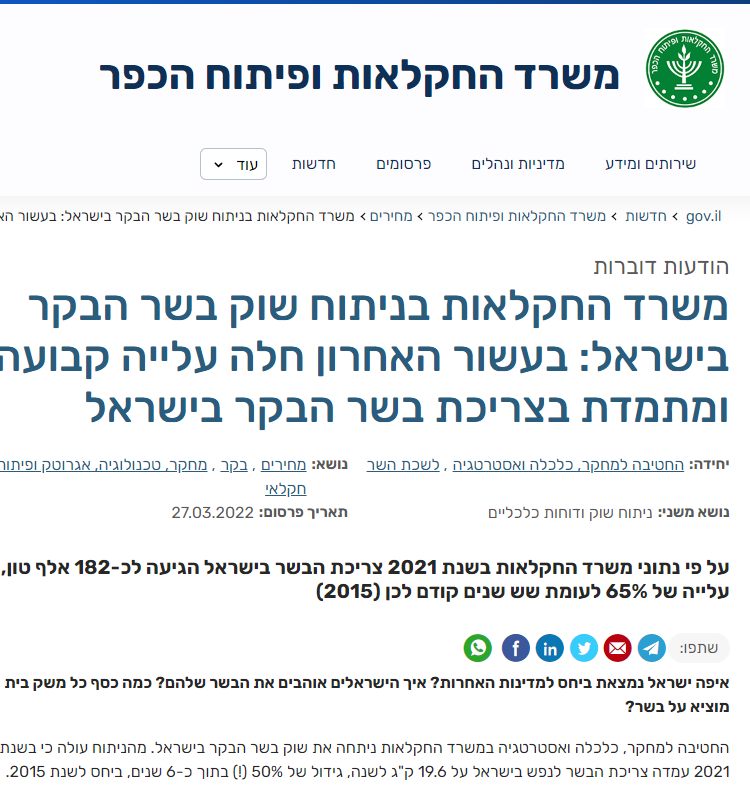 משרד החקלאות ופיתוח הכפר
משרד החקלאות ופיתוח הכפר
שירותים ומידע
מדיניות ונהלים
פרסומים
חדשות
עוד
gov.il > חדשות > משרד החקלאות ופיתוח הכפר > מחירים > משרד החקלאות בניתוח שוק בשר הבקר בישראל: בעשור
הודעות דוברות
משרד החקלאות בניתוח שוק בשר הבקר
בישראל: בעשור האחרון חלה עלייה קבועה
ומתמדת בצריכת בשר הבקר בישראל
יחידה: החטיבה למחקר, כלכלה ואסטרטגיה , לשכת השר
נושא: מחירים , בקר , מחקר, טכנולוגיה, אגרוטק ופיתוח
חקלאי
נושא משני: ניתוח שוק ודוחות כלכליים
תאריך פרסום: 27.03.2022
על פי נתוני משרד החקלאות בשנת 2021 צריכת הבשר בישראל הגיעה לכ-182 אלף טון,
עלייה של 65% לעומת שש שנים קודם לכן (2015)
שתפו:
איפה ישראל נמצאת ביחס למדינות האחרות? איך הישראלים אוהבים את הבשר שלהם? כמה כסף כל משק בית
מוציא על בשר?
החטיבה למחקר, כלכלה ואסטרטגיה במשרד החקלאות ניתחה את שוק בשר הבקר בישראל. מהניתוח עולה כי בשנת
2021 עמדה צריכת הבשר לנפש בישראל על 19.6 ק"ג לשנה, גידול של 50% (!) בתוך כ-6 שנים, ביחס לשנת 2015.